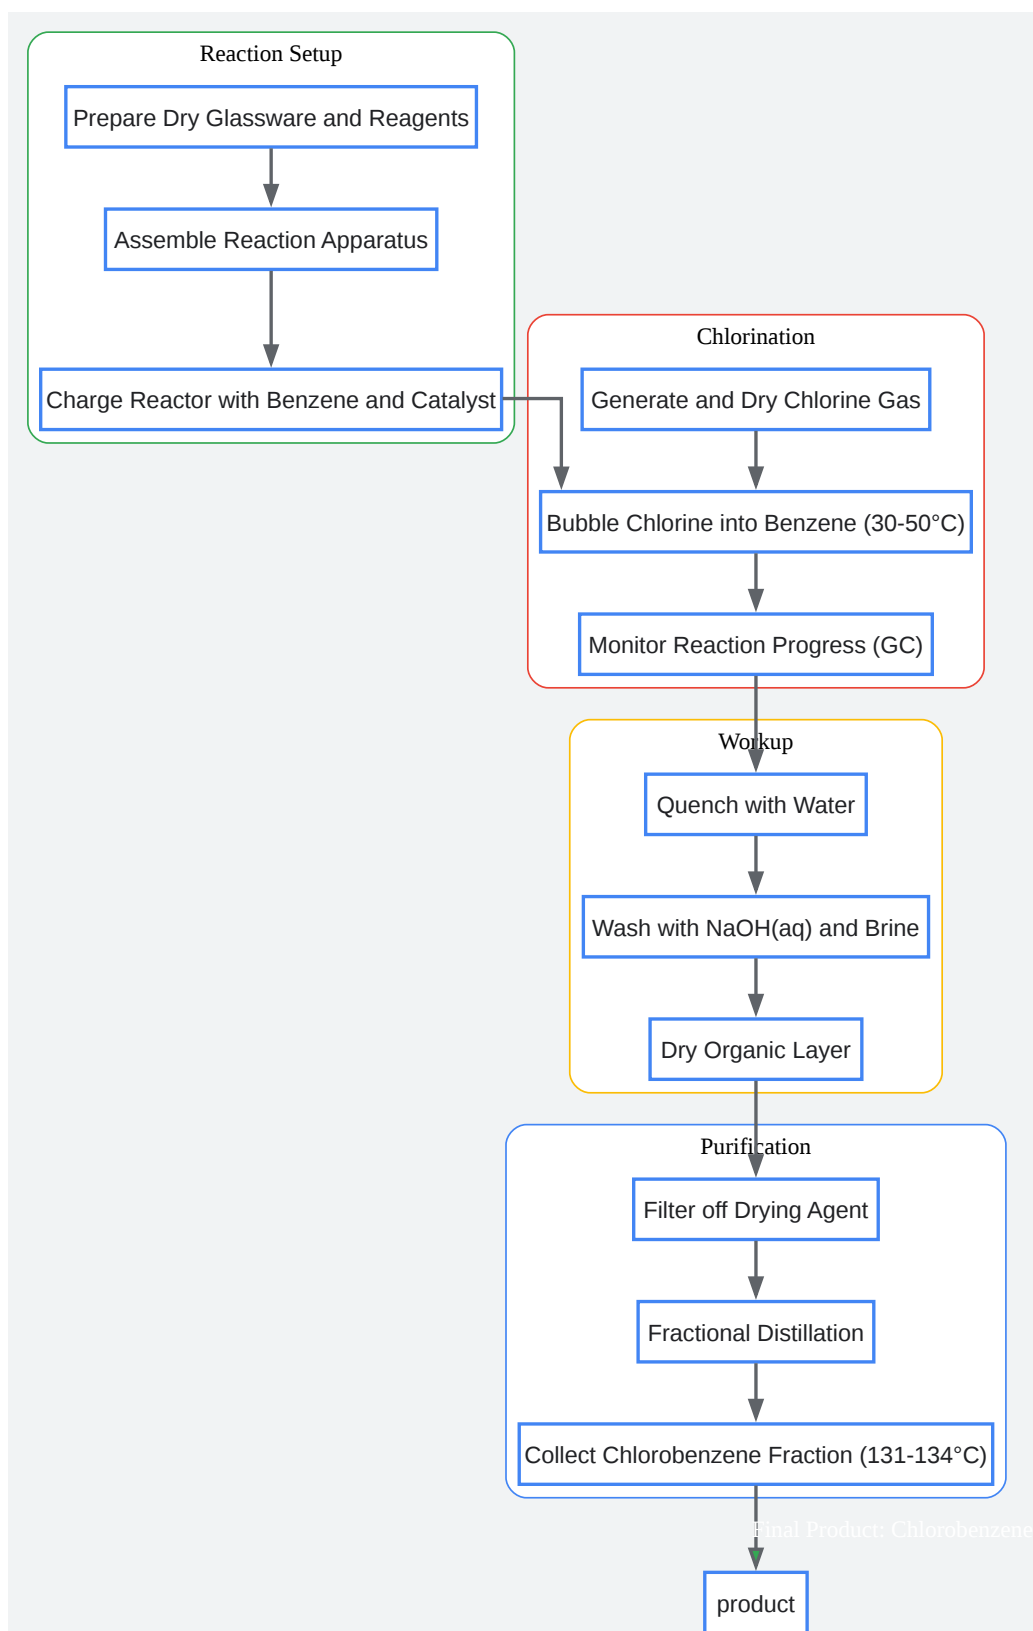 Reaction Setup
Prepare Dry Glassware and Reagents
Assemble Reaction Apparatus
Charge Reactor with Benzene and Catalyst
Chlorination
Generate and Dry Chlorine Gas
Bubble Chlorine into Benzene (30-50°C)
Monitor Reaction Progress (GC)
Workup
Quench with Water
Wash with NaOH(aq) and Brine
Dry Organic Layer
Purification
Filter off Drying Agent
Fractional Distillation
Collect Chlorobenzene Fraction (131-134°C)
Final Product: Chlorobenzene
product